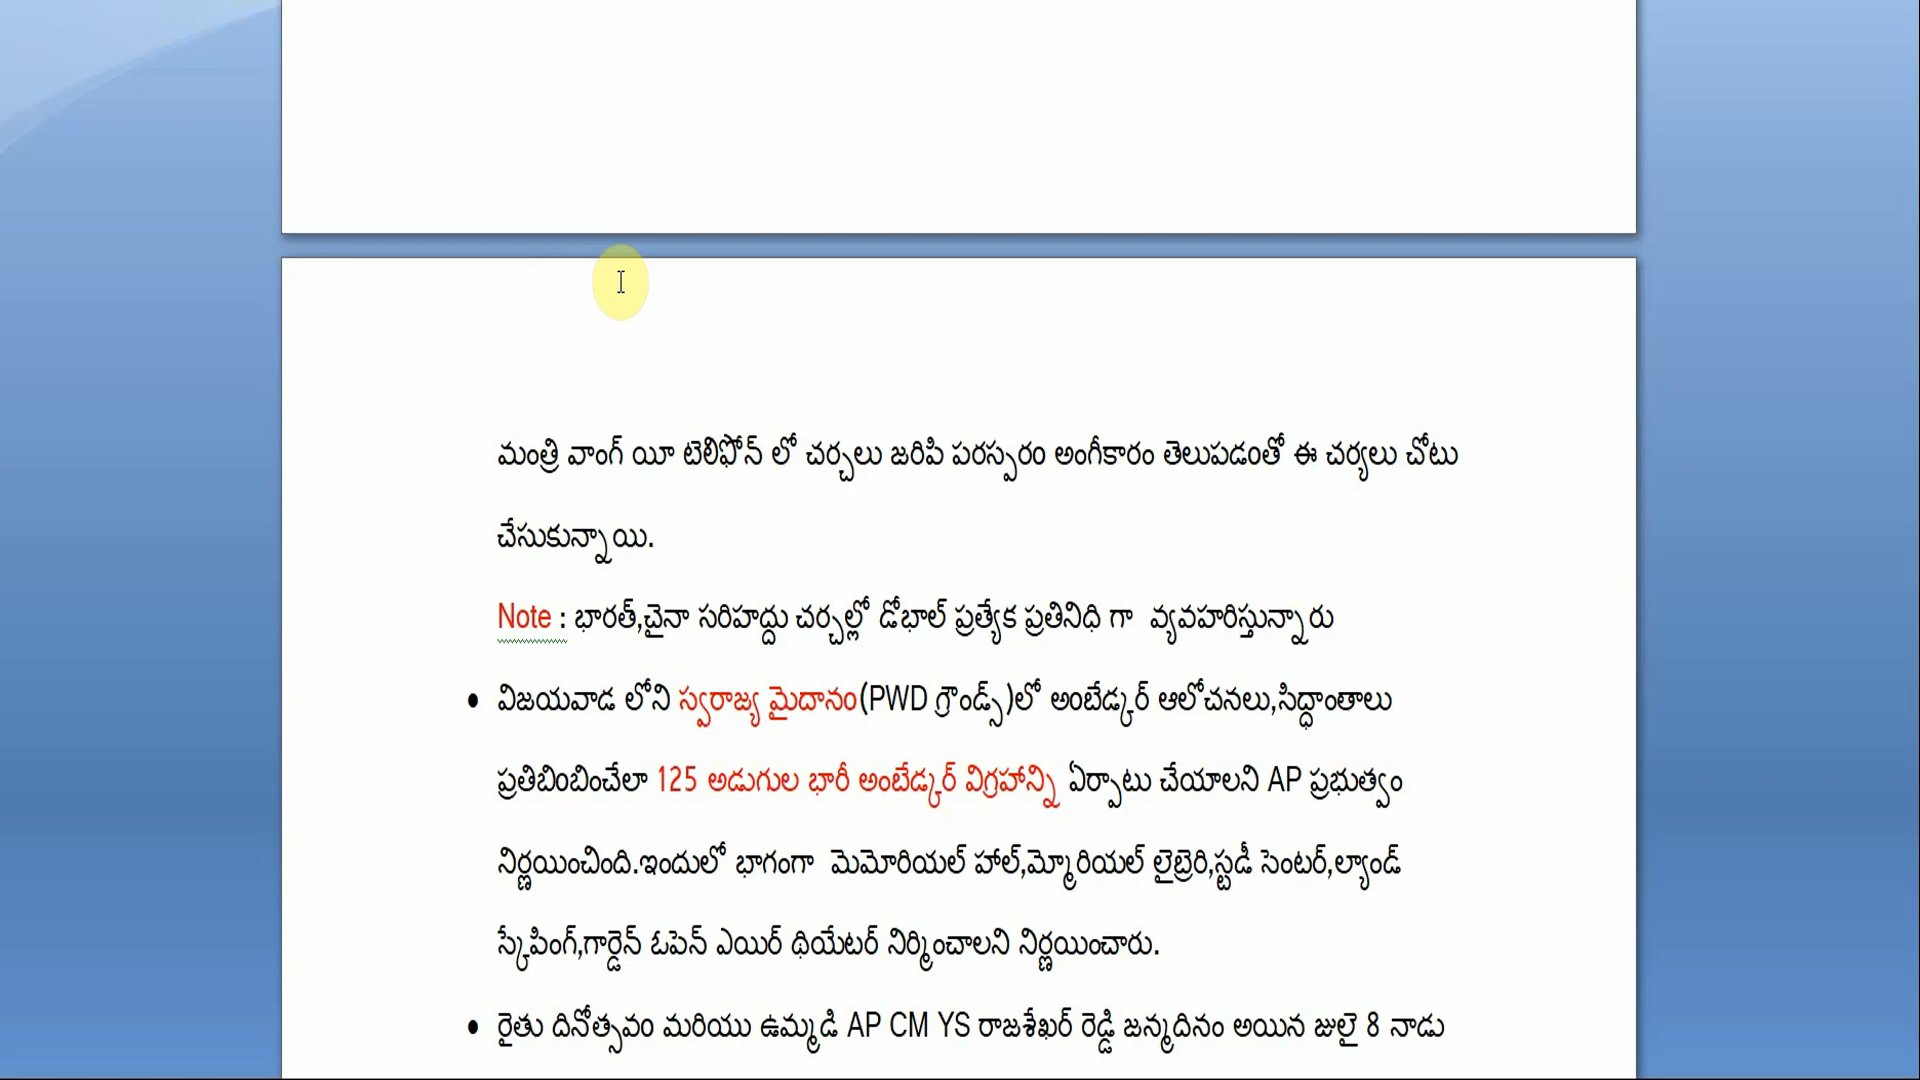 మంత్రి వాంగ్ యీ టెలిఫోన్ లో చర్చలు జరిపి పరస్పరం అంగీకారం తెలుపడంతో ఈ చర్యలు చోటు
చేసుకున్నాయి.
Note : భారత్,చైనా సరిహద్దు చర్చల్లో డోభాల్ ప్రత్యేక ప్రతినిధి గా వ్యవహరిస్తున్నారు
• విజయవాడ లోని స్వరాజ్య మైదానం(PWD గ్రౌండ్స్)లో అంబేడ్కర్ ఆలోచనలు,సిద్ధాంతాలు
ప్రతిబింబించేలా 125 అడుగుల భారీ అంబేడ్కర్ విగ్రహాన్ని ఏర్పాటు చేయాలని AP ప్రభుత్వం
నిర్ణయించింది.ఇందులో భాగంగా మెమోరియల్ హాల్,మ్మోరియల్ లైబ్రెరి,స్టడీ సెంటర్,ల్యాండ్
స్కేపింగ్,గార్డెన్ ఓపెన్ ఎయిర్ థియేటర్ నిర్మించాలని నిర్ణయించారు.
• రైతు దినోత్సవం మరియు ఉమ్మడి AP CM YS రాజశేఖర్ రెడ్డి జన్మదినం అయిన జులై 8 నాడు